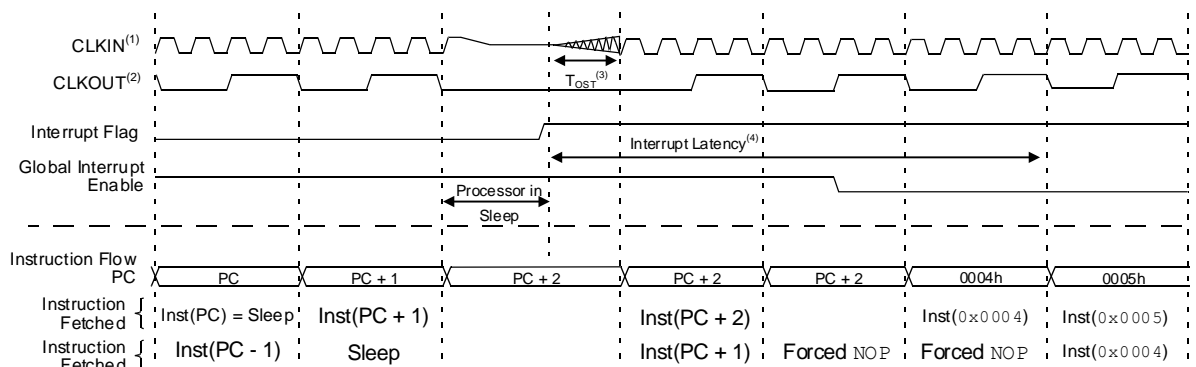 CLKIN(1)
CLKOUT(2)
TOST(3)
Interrupt Flag
Interrupt Latency(4)
Global Interrupt
Enable
Processor in
Sleep
Instruction Flow
PC
PC
PC + 1
PC + 2
PC + 2
PC + 2
0004h
0005h
Instruction
Fetched
Inst(PC) = Sleep
Inst(PC + 1)
Inst(PC + 2)
Inst(0x0004)
Inst(0x0005)
Instruction
Fetched
Inst(PC - 1)
Sleep
Inst(PC + 1)
Forced NOP
Forced NOP
Inst(0x0004)